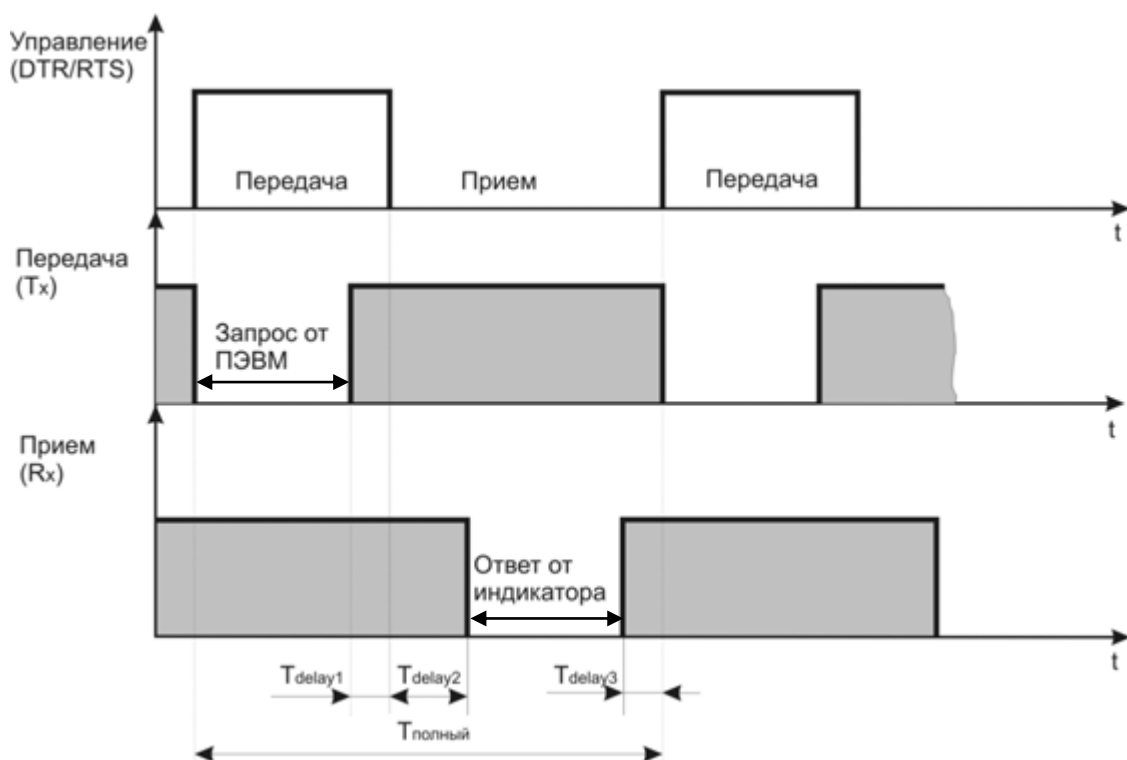 Управление
(DTR/RTS)
Передача
Прием
Передача
t
Передача
(Tx)
Запрос от
ПЭВМ
t
Прием
(Rx)
Ответ от
индикатора
t
Tdelay1
Tdelay2
Tdelay3
Tполный